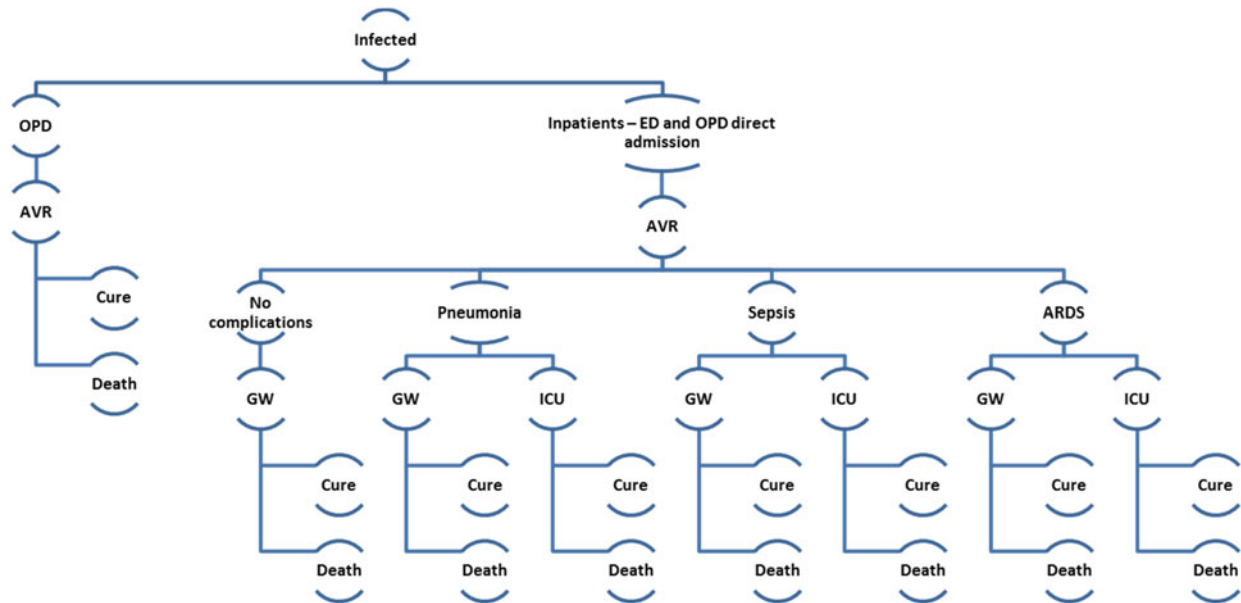 Infected
OPD
Inpatients – ED and OPD direct
admission
AVR
AVR
Cure
Death
No
complications
Pneumonia
Sepsis
ARDS
GW
GW
ICU
GW
ICU
GW
ICU
Cure
Cure
Cure
Cure
Cure
Cure
Cure
Death
Death
Death
Death
Death
Death
Death